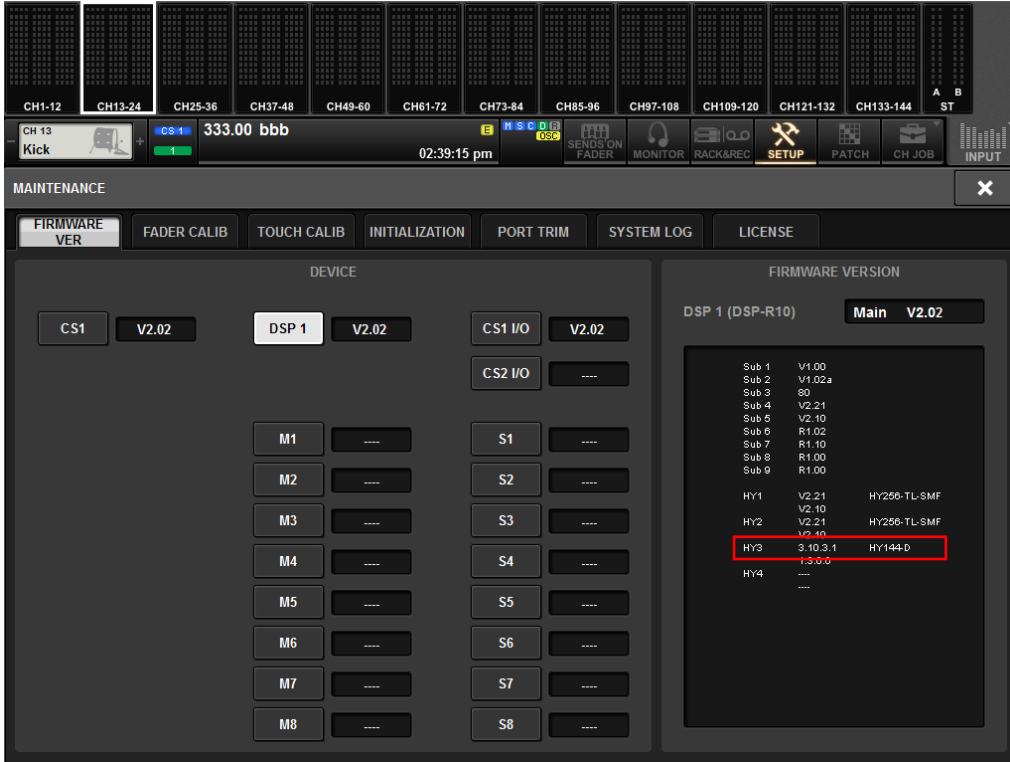 A B
CH1-12 CH13-24 CH25-36 CH37-48 CH49-60 CH61-72 CH73-84 CH85-96 CH97-108 CH109-120 CH121-132 CH133-144 ST
CH 13
Kick
- +
CS 1
1
333.00 bbb
02:39:15 pm
E
M S C D R
OSC
SENDS ON
FADER
MONITOR
RACK&REC
SETUP
PATCH
CH JOB
INPUT
MAINTENANCE
FIRMWARE
VER
FADER CALIB
TOUCH CALIB
INITIALIZATION
PORT TRIM
SYSTEM LOG
LICENSE
DEVICE
CS1 V2.02 DSP 1 V2.02 CS1 I/O V2.02
CS2 I/O ----
M1 ---- S1 ----
M2 ---- S2 ----
M3 ---- S3 ----
M4 ---- S4 ----
M5 ---- S5 ----
M6 ---- S6 ----
M7 ---- S7 ----
M8 ---- S8 ----
FIRMWARE VERSION
DSP 1 (DSP-R10) Main V2.02
Sub 1 V1.00
Sub 2 V1.02a
Sub 3 80
Sub 4 V2.21
Sub 5 V2.10
Sub 6 R1.02
Sub 7 R1.10
Sub 8 R1.00
Sub 9 R1.00
HY1 V2.21 HY256-TL-SMF
V2.10
HY2 V2.21 HY256-TL-SMF
V2.10
HY3 3.10.3.1 HY144-D
1.3.0.0
HY4 ----
----